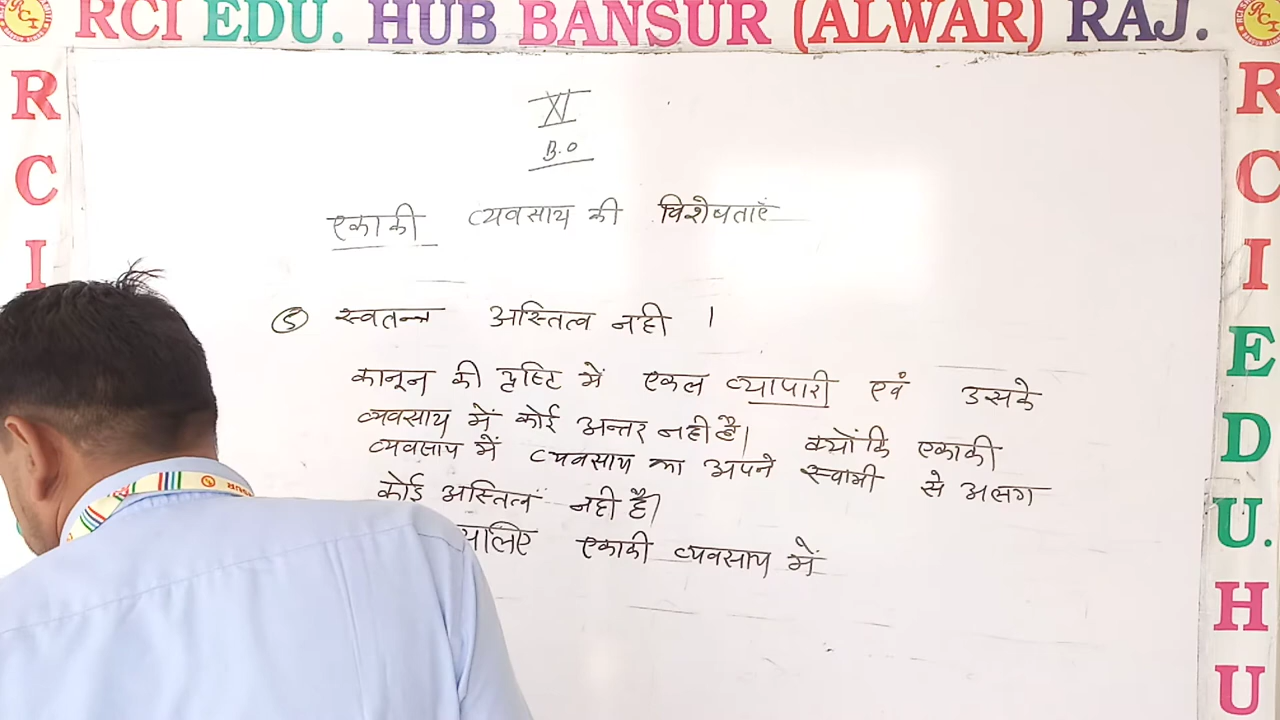 RCI EDU. HUB BANSUR (ALWAR) RAJ.
R
C
I
XI
B.O
एकाकी व्यवसाय की विशेषताएँ
⑤ स्वतन्त्र अस्तित्व नही ।
कानून की दृष्टि में एकल व्यापारी एवं उसके
व्यवसाय में कोई अन्तर नही है। क्योंकि एकाकी
व्यवसाय में व्यवसाय का अपने स्वामी से अलग
कोई अस्तित्व नही है।
एकाकी व्यवसाय में
R
C
I
E
D
U.
H
U